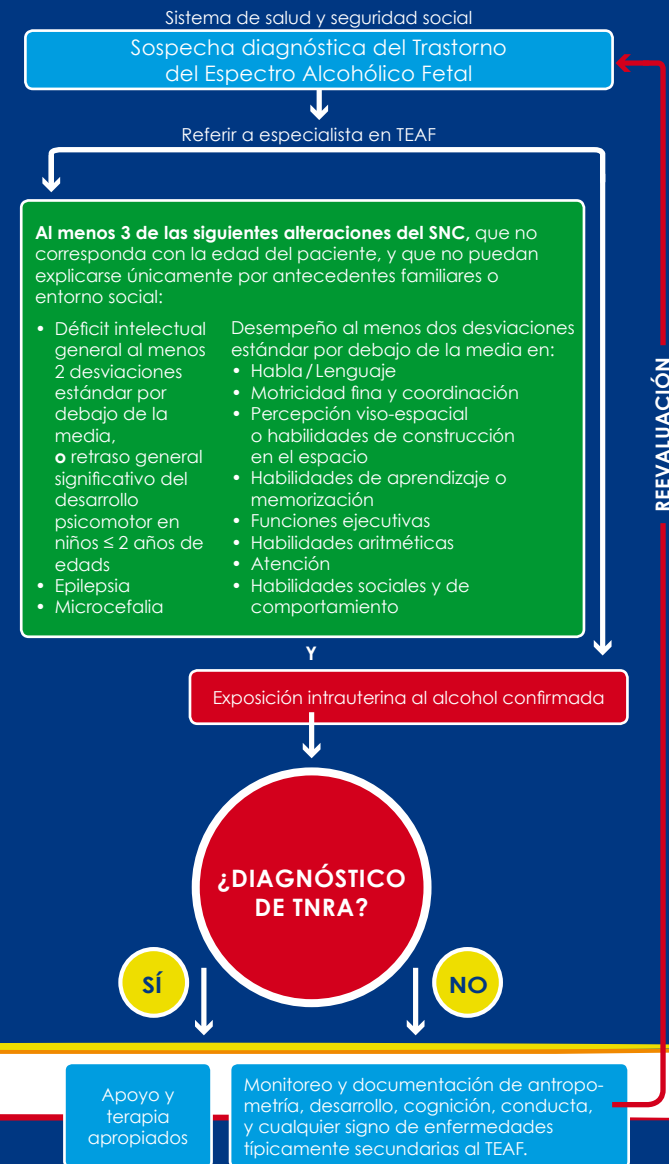 Sistema de salud y seguridad social
Sospecha diagnóstica del Trastorno
del Espectro Alcohólico Fetal
Referir a especialista en TEAF
Al menos 3 de las siguientes alteraciones del SNC, que no
corresponda con la edad del paciente, y que no puedan
explicarse únicamente por antecedentes familiares o
entorno social:
• Déficit intelectual
general al menos
2 desviaciones
estándar por
debajo de la
media,
o retraso general
significativo del
desarrollo
psicomotor en
niños ≤ 2 años de
edads
• Epilepsia
• Microcefalia
Desempeño al menos dos desviaciones
estándar por debajo de la media en:
• Habla/Lenguaje
• Motricidad fina y coordinación
• Percepción viso-espacial
o habilidades de construcción
en el espacio
• Habilidades de aprendizaje o
memorización
• Funciones ejecutivas
• Habilidades aritméticas
• Atención
• Habilidades sociales y de
comportamiento
Y
Exposición intrauterina al alcohol confirmada
¿DIAGNÓSTICO
DE TNRA?
SÍ
NO
Apoyo y
terapia
apropiados
Monitoreo y documentación de antropo-
metría, desarrollo, cognición, conducta,
y cualquier signo de enfermedades
típicamente secundarias al TEAF.
REEVALUACIÓN